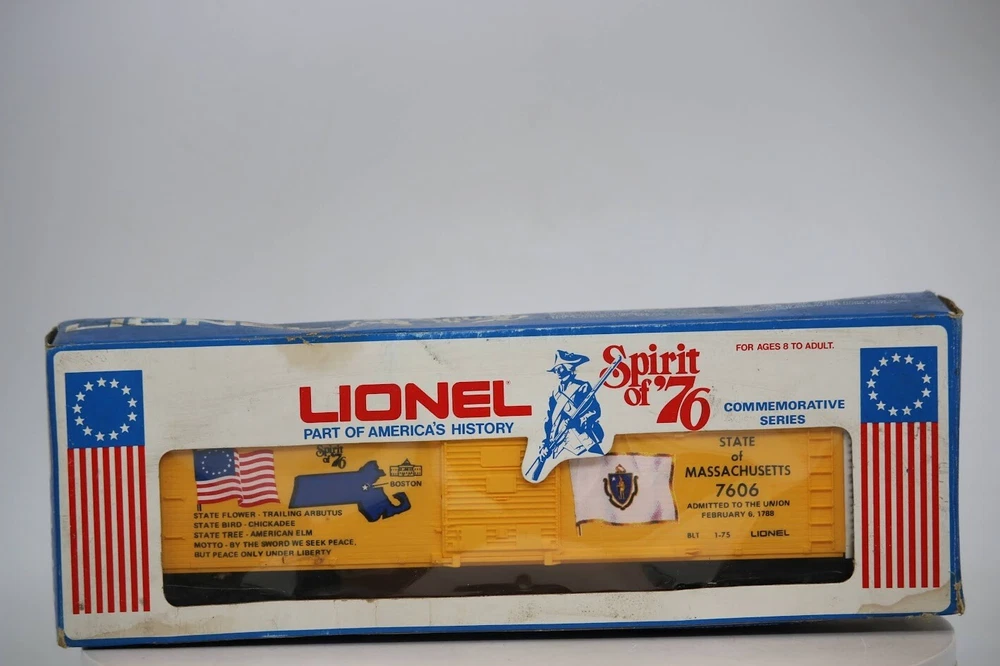 LIONEL
PART OF AMERICA'S HISTORY
Spirit
of '76
FOR AGES 8 TO ADULT.
COMMEMORATIVE
SERIES
Spirit
of '76
BOSTON
STATE FLOWER - TRAILING ARBUTUS
STATE BIRD - CHICKADEE
STATE TREE - AMERICAN ELM
MOTTO - BY THE SWORD WE SEEK PEACE,
BUT PEACE ONLY UNDER LIBERTY
STATE
of
MASSACHUSETTS
7606
ADMITTED TO THE UNION
FEBRUARY 6, 1788
BLT 1-75 LIONEL